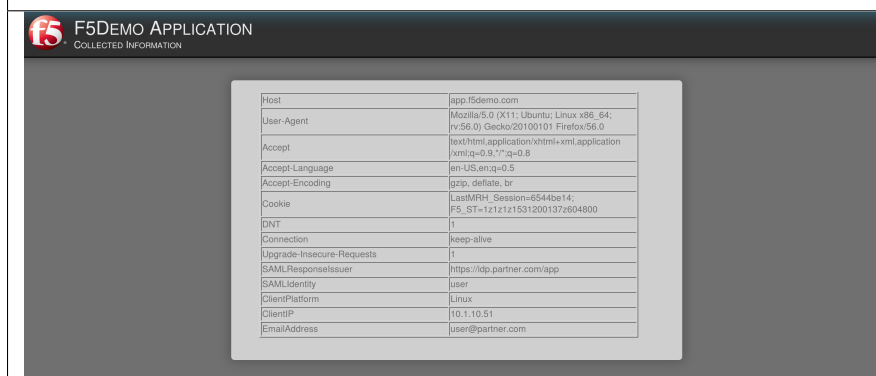 f5
F5Demo Application
Collected Information
Host app.f5demo.com
User-Agent Mozilla/5.0 (X11; Ubuntu; Linux x86_64;
rv:56.0) Gecko/20100101 Firefox/56.0
Accept text/html,application/xhtml+xml,application
/xml;q=0.9,*/*;q=0.8
Accept-Language en-US,en;q=0.5
Accept-Encoding gzip, deflate, br
Cookie LastMRH_Session=6544be14;
F5_ST=1z1z1z1531200137z604800
DNT 1
Connection keep-alive
Upgrade-Insecure-Requests 1
SAMLResponseIssuer https://idp.partner.com/app
SAMLIdentity user
ClientPlatform Linux
ClientIP 10.1.10.51
EmailAddress user@partner.com